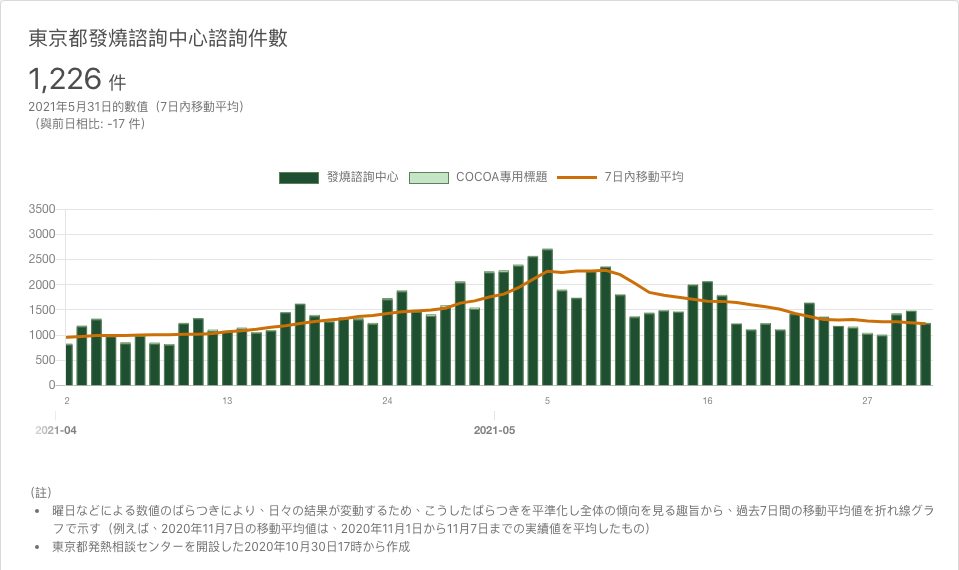 東京都發燒諮詢中心諮詢件數
1,226 件
2021年5月31日的數值（7日內移動平均）
（與前日相比: -17 件）
發燒諮詢中心 COCOA專用標題 7日內移動平均
3500
3000
2500
2000
1500
1000
500
0
2 13 24 5 16 27
2021-04 2021-05
（註）
• 曜日などによる数値のばらつきにより、日々の結果が変動するため、こうしたばらつきを平準化し全体の傾向を見る趣旨から、過去7日間の移動平均値を折れ線グラ
フで示す（例えば、2020年11月7日の移動平均値は、2020年11月1日から11月7日までの実績値を平均したもの）
• 東京都発熱相談センターを開設した2020年10月30日17時から作成